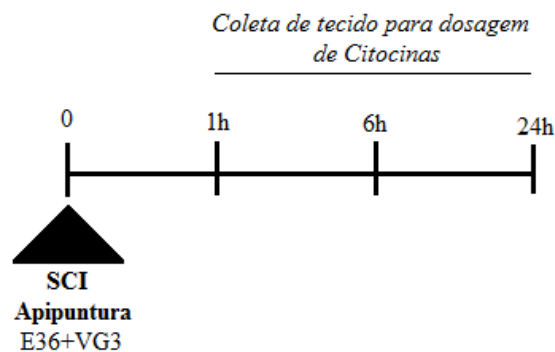 Coleta de tecido para dosagem
de Citocinas
0
1h
6h
24h
SCI
Apipuntura
E36+VG3